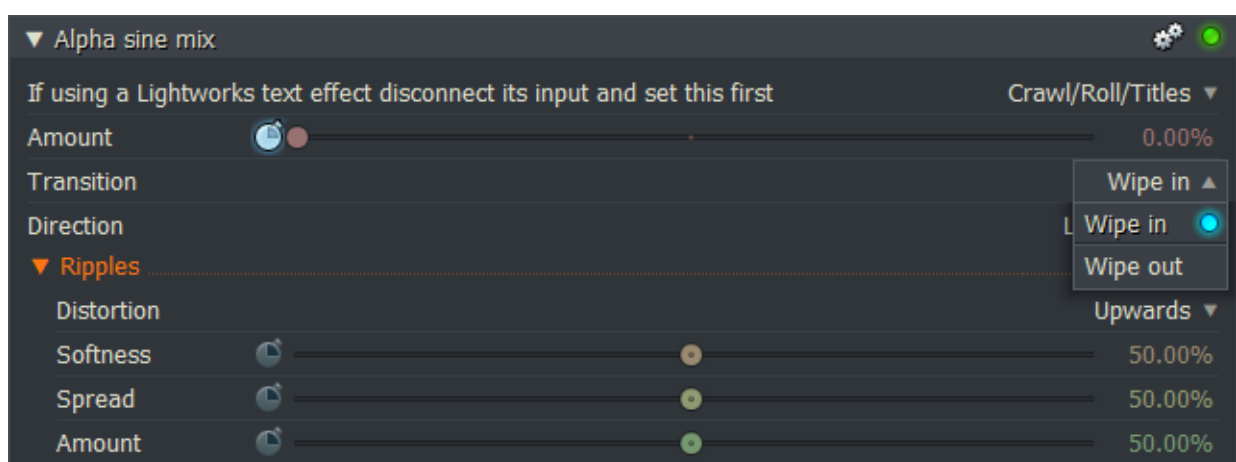 Alpha sine mix
If using a Lightworks text effect disconnect its input and set this first Crawl/Roll/Titles
Amount 0.00%
Transition Wipe in
Direction
Wipe in
Ripples
Wipe out
Distortion Upwards
Softness 50.00%
Spread 50.00%
Amount 50.00%